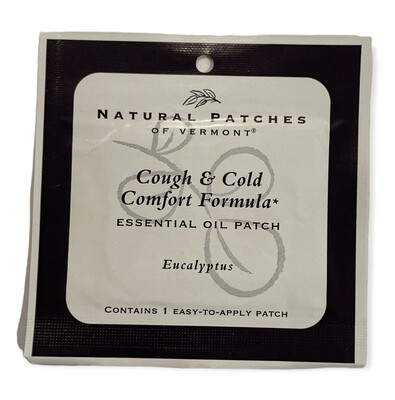 NATURAL PATCHES
OF VERMONT®
Cough & Cold
Comfort Formula*
ESSENTIAL OIL PATCH
Eucalyptus
CONTAINS 1 EASY-TO-APPLY PATCH